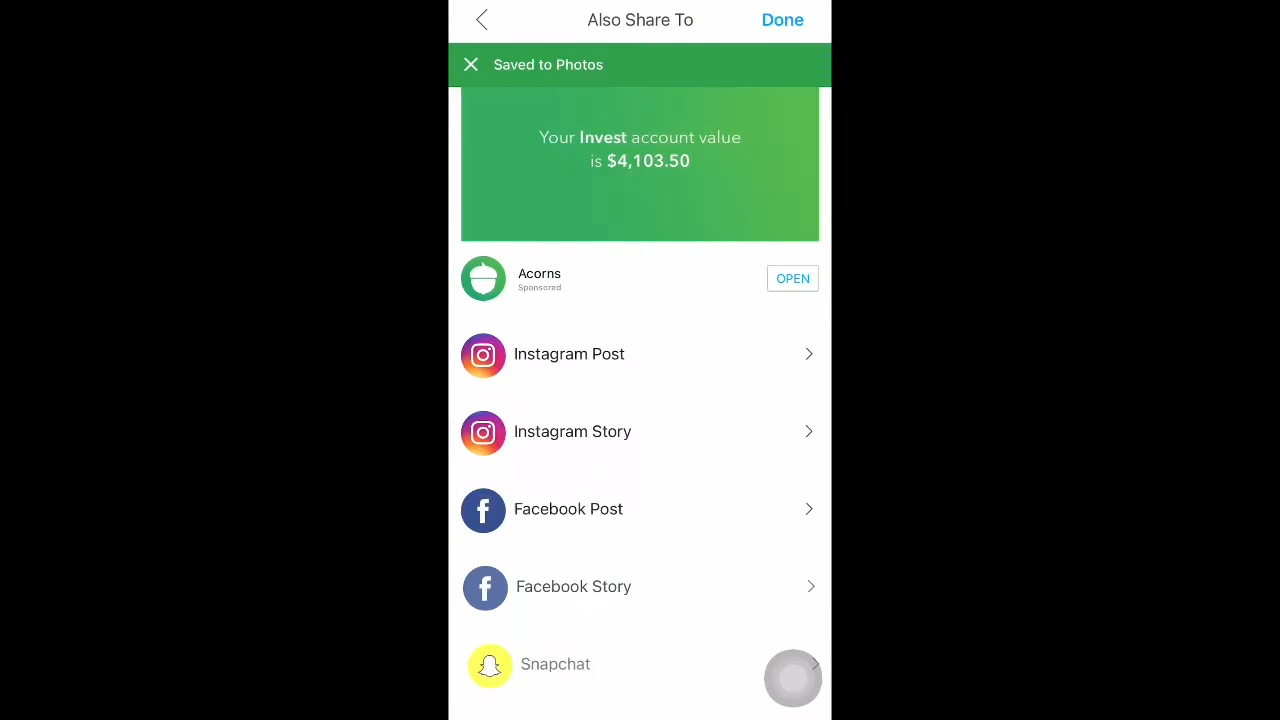 Also Share To
Done
Saved to Photos
Your Invest account value
is $4,103.50
Acorns
Sponsored
OPEN
Instagram Post
Instagram Story
Facebook Post
Facebook Story
Snapchat